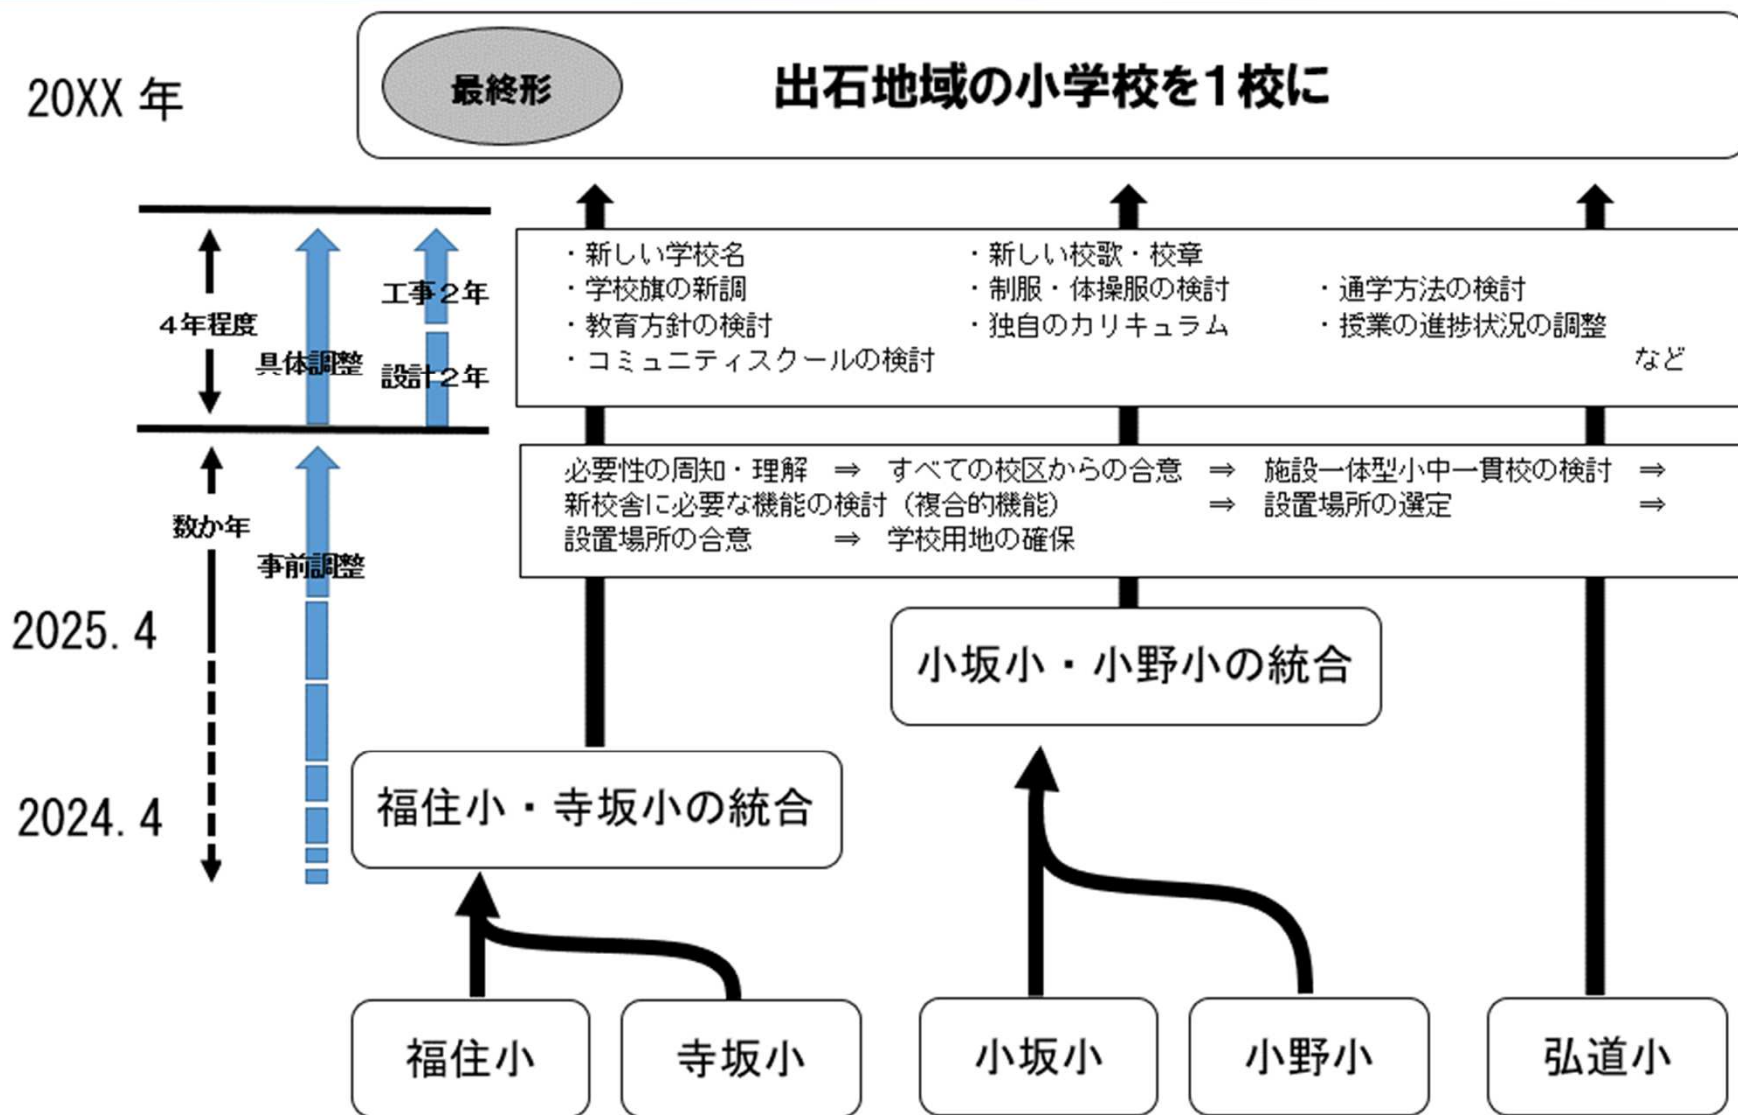 20XX 年
最終形
出石地域の小学校を1校に
・新しい学校名 ・新しい校歌・校章
・学校旗の新調 ・制服・体操服の検討 ・通学方法の検討
・教育方針の検討 ・独自のカリキュラム ・授業の進捗状況の調整
・コミュニティスクールの検討 など
工事2年
4年程度
具体調整
設計2年
必要性の周知・理解 ⇒ すべての校区からの合意 ⇒ 施設一体型小中一貫校の検討 ⇒
新校舎に必要な機能の検討（複合的機能） ⇒ 設置場所の選定 ⇒
設置場所の合意 ⇒ 学校用地の確保
数か年
事前調整
2025. 4
小坂小・小野小の統合
2024. 4
福住小・寺坂小の統合
福住小
寺坂小
小坂小
小野小
弘道小